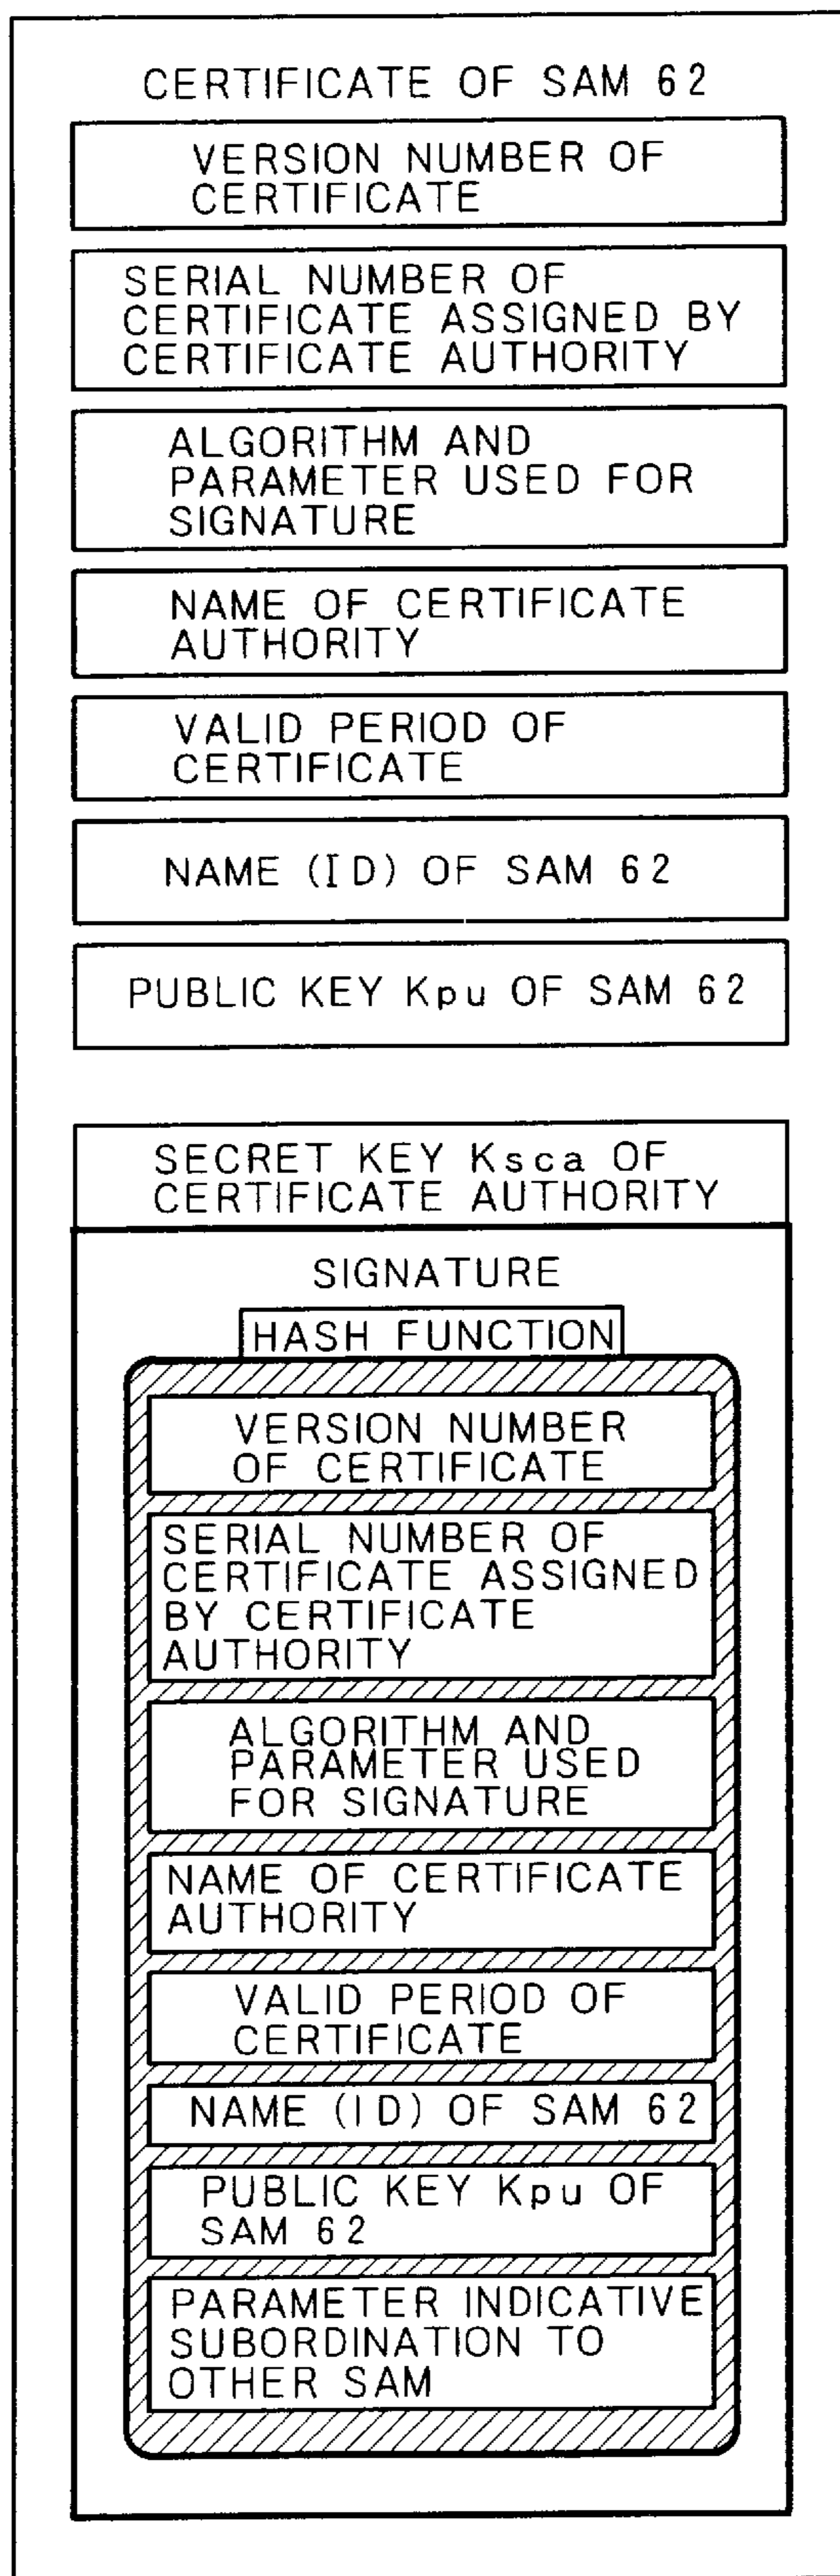 CERTIFICATE OF SAM 62
VERSION NUMBER OF
CERTIFICATE
SERIAL NUMBER OF
CERTIFICATE ASSIGNED BY
CERTIFICATE AUTHORITY
ALGORITHM AND
PARAMETER USED FOR
SIGNATURE
NAME OF CERTIFICATE
AUTHORITY
VALID PERIOD OF
CERTIFICATE
NAME (ID) OF SAM 62
PUBLIC KEY Kpu OF SAM 62
SECRET KEY Ksca OF
CERTIFICATE AUTHORITY
SIGNATURE
HASH FUNCTION
VERSION NUMBER
OF CERTIFICATE
SERIAL NUMBER OF
CERTIFICATE ASSIGNED
BY CERTIFICATE
AUTHORITY
ALGORITHM AND
PARAMETER USED
FOR SIGNATURE
NAME OF CERTIFICATE
AUTHORITY
VALID PERIOD OF
CERTIFICATE
NAME (ID) OF SAM 62
PUBLIC KEY Kpu OF
SAM 62
PARAMETER INDICATIVE
SUBORDINATION TO
OTHER SAM